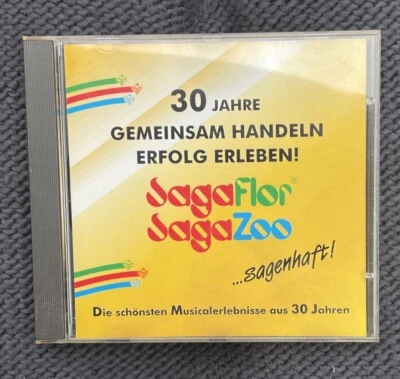 30 JAHRE
GEMEINSAM HANDELN
ERFOLG ERLEBEN!
SagaFlor®
SagaZoo
...sagenhaft!
Die schönsten Musicalerlebnisse aus 30 Jahren